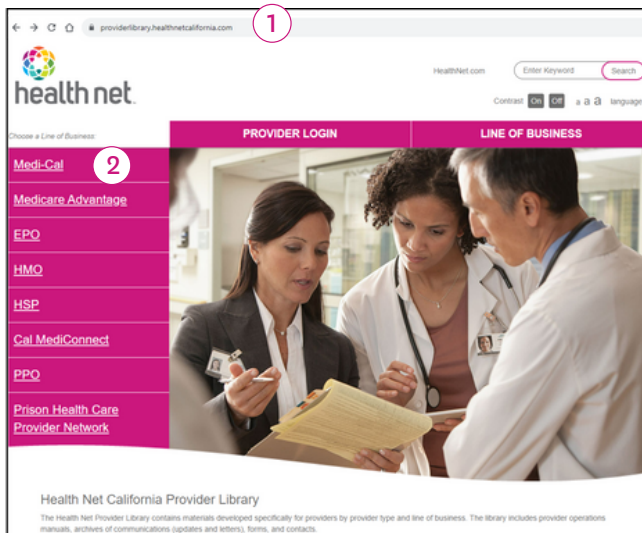 providerlibrary.healthnetcalifornia.com
1
health net
HealthNet.com
Enter Keyword
Search
Contrast On Off a a a language
Choose a Line of Business:
PROVIDER LOGIN
LINE OF BUSINESS
Medi-Cal
2
Medicare Advantage
EPO
HMO
HSP
Cal MediConnect
PPO
Prison Health Care
Provider Network
Health Net California Provider Library
The Health Net Provider Library contains materials developed specifically for providers by provider type and line of business. The library includes provider operations
manuals, archives of communications (updates and letters), forms, and contacts.